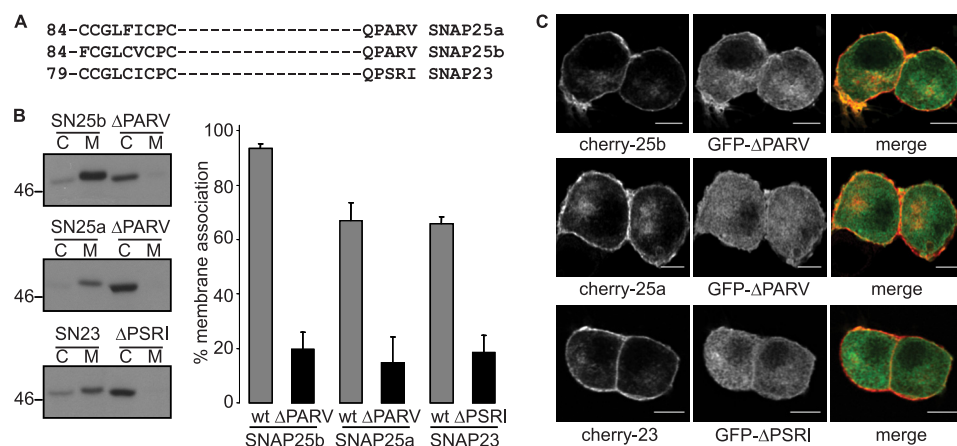 A
84-CCGLFICPC------------------QPARV SNAP25a
84-FCGLCVCPC------------------QPARV SNAP25b
79-CCGLCICPC------------------QPSRI SNAP23
B
SN25b ΔPARV
C M C M
46
SN25a ΔPARV
C M C M
46
SN23 ΔPSRI
C M C M
46
% membrane association
100
80
60
40
20
0
wt ΔPARV wt ΔPARV wt ΔPSRI
SNAP25b SNAP25a SNAP23
C
cherry-25b GFP-ΔPARV merge
cherry-25a GFP-ΔPARV merge
cherry-23 GFP-ΔPSRI merge